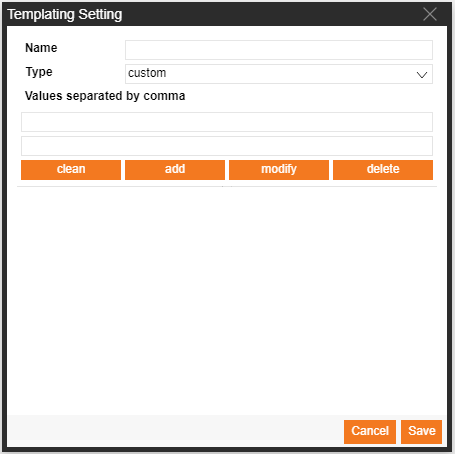 Templating Setting
Name
Type
custom
Values separated by comma
clean
add
modify
delete
Cancel
Save